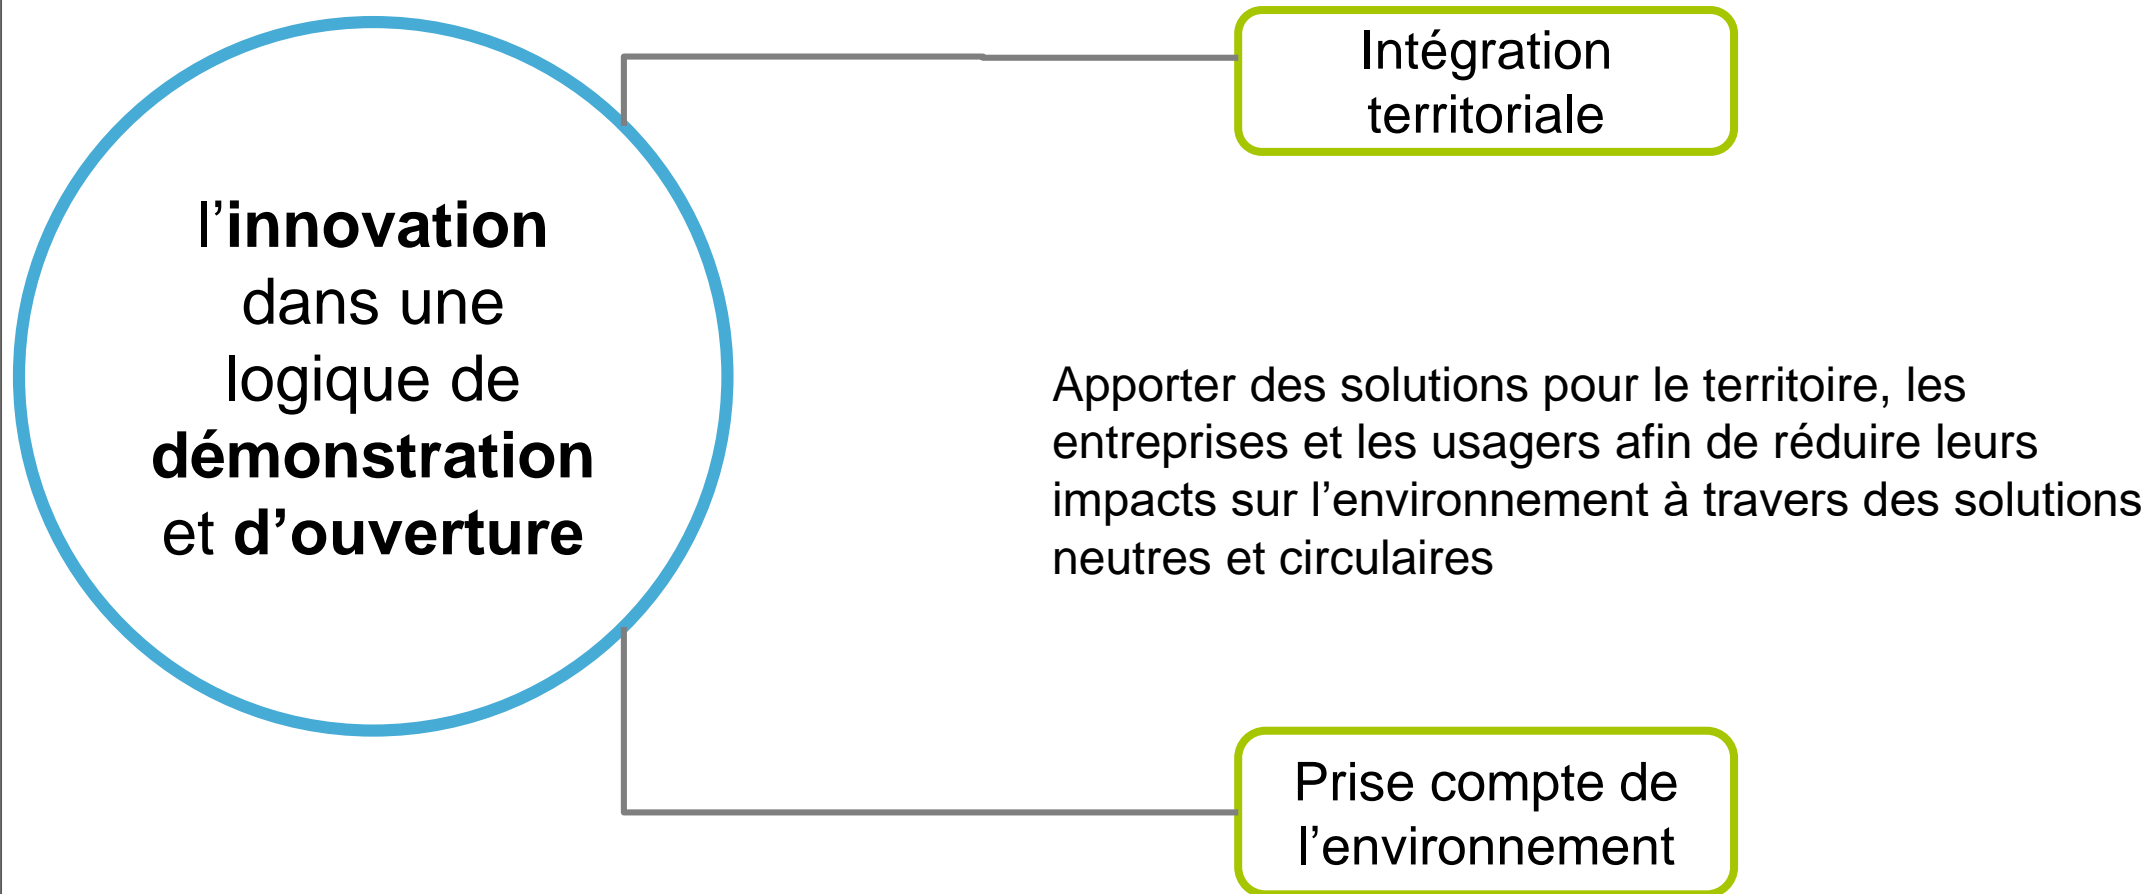 l’innovation
dans une
logique de
démonstration
et d’ouverture
Intégration
territoriale
Apporter des solutions pour le territoire, les
entreprises et les usagers afin de réduire leurs
impacts sur l’environnement à travers des solutions
neutres et circulaires
Prise compte de
l’environnement